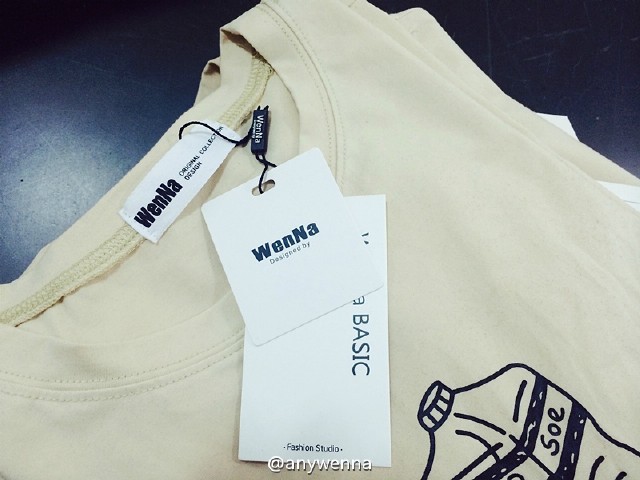 WenNa
ORIGINAL COLLECTION
DESIGN
WenNa
WenNa
Designed by
a BASIC
· Fashion Studio ·
Soe
@anywenna